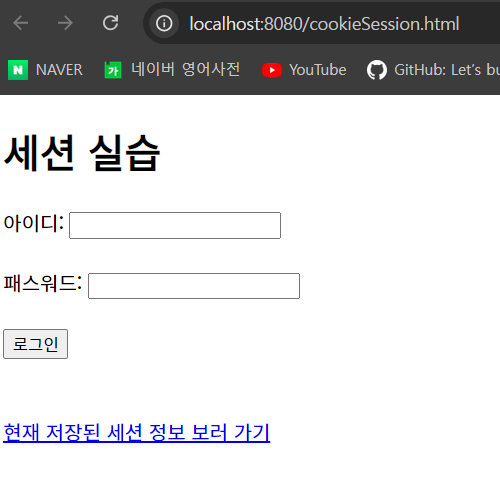 localhost:8080/cookieSession.html
NAVER 네이버 영어사전 YouTube GitHub: Let's bu
세션 실습
아이디:
패스워드:
로그인
현재 저장된 세션 정보 보러 가기